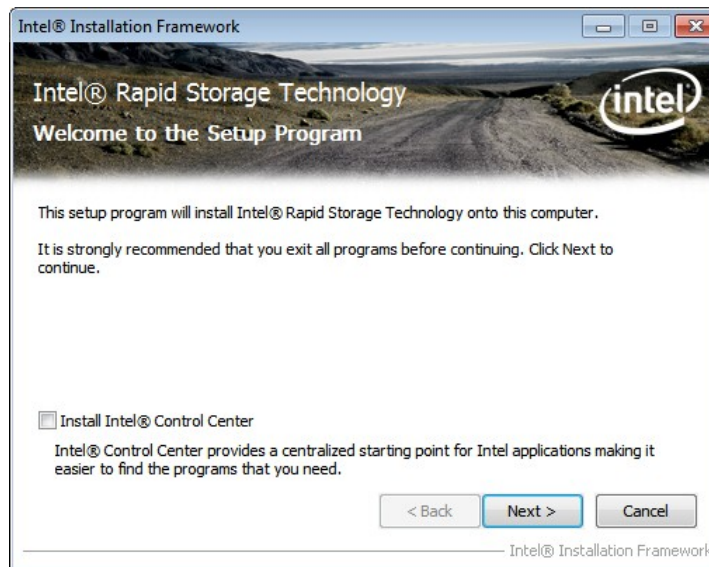 Intel® Installation Framework
Intel® Rapid Storage Technology
Welcome to the Setup Program
intel
This setup program will install Intel® Rapid Storage Technology onto this computer.
It is strongly recommended that you exit all programs before continuing. Click Next to
continue.
Install Intel® Control Center
Intel® Control Center provides a centralized starting point for Intel applications making it
easier to find the programs that you need.
< Back Next > Cancel
Intel® Installation Framework